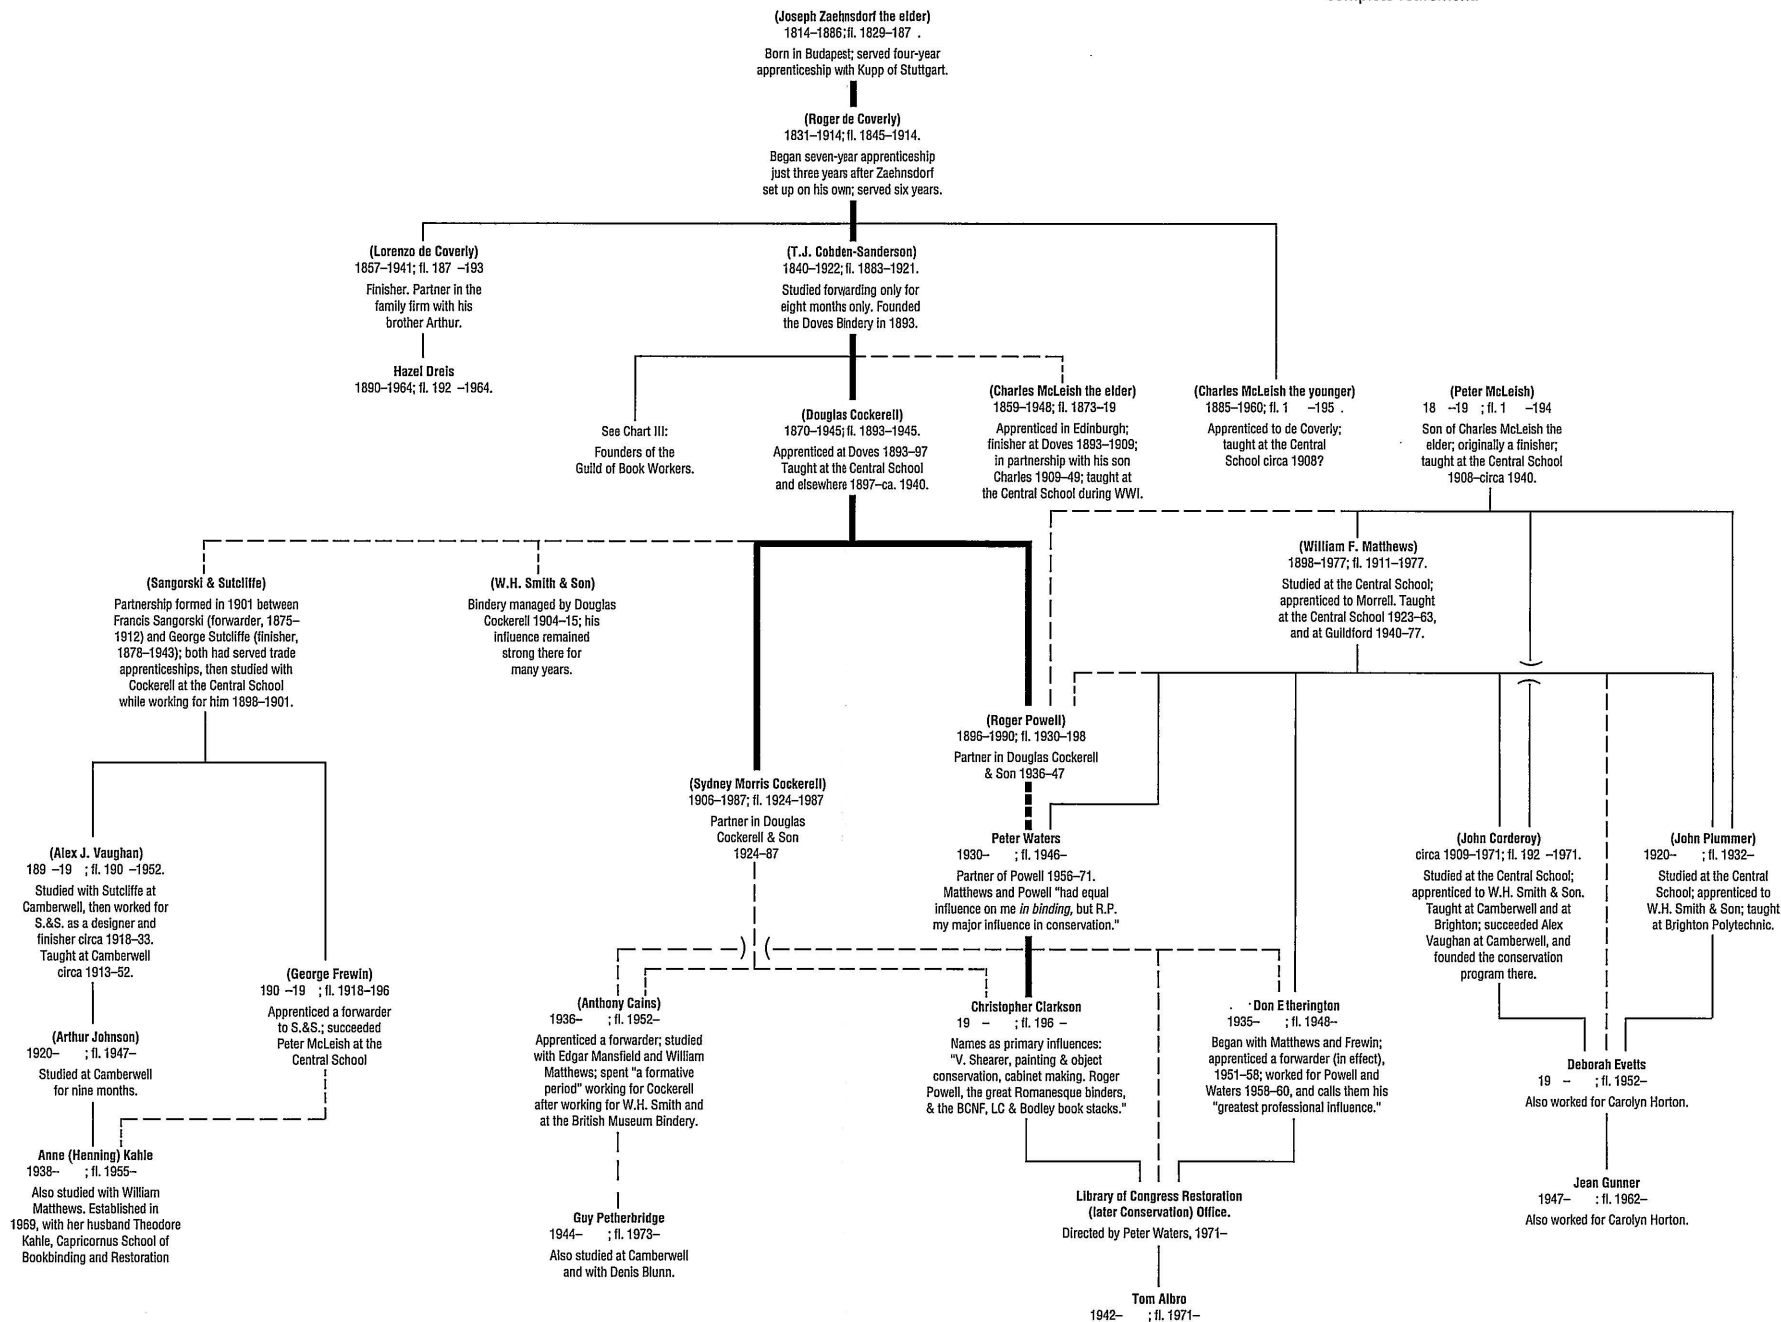 (Joseph Zaehnsdorf the elder)
1814–1886; fl. 1829–187 .
Born in Budapest; served four-year
apprenticeship with Kupp of Stuttgart.
(Roger de Coverly)
1831–1914; fl. 1845–1914.
Began seven-year apprenticeship
just three years after Zaehnsdorf
set up on his own; served six years.
(Lorenzo de Coverly)
1857–1941; fl. 187 –193
Finisher. Partner in the
family firm with his
brother Arthur.
Hazel Dreis
1890–1964; fl. 192 –1964.
(T.J. Cobden-Sanderson)
1840–1922; fl. 1883–1921.
Studied forwarding only for
eight months only. Founded
the Doves Bindery in 1893.
See Chart III:
Founders of the
Guild of Book Workers.
(Douglas Cockerell)
1870–1945; fl. 1893–1945.
Apprenticed at Doves 1893–97
Taught at the Central School
and elsewhere 1897–ca. 1940.
(Charles McLeish the elder)
1859–1948; fl. 1873–19
Apprenticed in Edinburgh;
finisher at Doves 1893–1909;
in partnership with his son
Charles 1909–49; taught at
the Central School during WWI.
(Charles McLeish the younger)
1885–1960; fl. 1 –195 .
Apprenticed to de Coverly;
taught at the Central
School circa 1908?
(Peter McLeish)
18 –19 ; fl. 1 –194
Son of Charles McLeish the
elder; originally a finisher;
taught at the Central School
1908–circa 1940.
(William F. Matthews)
1898–1977; fl. 1911–1977.
Studied at the Central School;
apprenticed to Morrell. Taught
at the Central School 1923–63,
and at Guildford 1940–77.
(Sangorski & Sutcliffe)
Partnership formed in 1901 between
Francis Sangorski (forwarder, 1875–
1912) and George Sutcliffe (finisher,
1878–1943); both had served trade
apprenticeships, then studied with
Cockerell at the Central School
while working for him 1898–1901.
(W.H. Smith & Son)
Bindery managed by Douglas
Cockerell 1904–15; his
influence remained
strong there for
many years.
(Roger Powell)
1896–1990; fl. 1930–198
Partner in Douglas Cockerell
& Son 1936–47
(Sydney Morris Cockerell)
1906–1987; fl. 1924–1987
Partner in Douglas
Cockerell & Son
1924–87
Peter Waters
1930– ; fl. 1946–
Partner of Powell 1956–71.
Matthews and Powell "had equal
influence on me in binding, but R.P.
my major influence in conservation."
(John Corderoy)
circa 1909–1971; fl. 192 –1971.
Studied at the Central School;
apprenticed to W.H. Smith & Son.
Taught at Camberwell and at
Brighton; succeeded Alex
Vaughan at Camberwell, and
founded the conservation
program there.
(John Plummer)
1920– ; fl. 1932–
Studied at the Central
School; apprenticed to
W.H. Smith & Son; taught
at Brighton Polytechnic.
(Alex J. Vaughan)
189 –19 ; fl. 190 –1952.
Studied with Sutcliffe at
Camberwell, then worked for
S.&S. as a designer and
finisher circa 1918–33.
Taught at Camberwell
circa 1913–52.
(George Frewin)
190 –19 ; fl. 1918–196
Apprenticed a forwarder
to S.&S.; succeeded
Peter McLeish at the
Central School
(Arthur Johnson)
1920– ; fl. 1947–
Studied at Camberwell
for nine months.
Anne (Henning) Kahle
1938– ; fl. 1955–
Also studied with William
Matthews. Established in
1969, with her husband Theodore
Kahle, Capricornus School of
Bookbinding and Restoration
(Anthony Cains)
1936– ; fl. 1952–
Apprenticed a forwarder; studied
with Edgar Mansfield and William
Matthews; spent "a formative
period" working for Cockerell
after working for W.H. Smith and
at the British Museum Bindery.
Guy Petherbridge
1944– ; fl. 1973–
Also studied at Camberwell
and with Denis Blunn.
Christopher Clarkson
19 – ; fl. 196 –
Names as primary influences:
"V. Shearer, painting & object
conservation, cabinet making. Roger
Powell, the great Romanesque binders,
& the BCNF, LC & Bodley book stacks."
Don Etherington
1935– ; fl. 1948–
Began with Matthews and Frewin;
apprenticed a forwarder (in effect),
1951–58; worked for Powell and
Waters 1958–60, and calls them his
"greatest professional influence."
Deborah Evetts
19 – ; fl. 1952–
Also worked for Carolyn Horton.
Jean Gunner
1947– ; fl. 1962–
Also worked for Carolyn Horton.
Library of Congress Restoration
(later Conservation) Office.
Directed by Peter Waters, 1971–
Tom Albro
1942– ; fl. 1971–